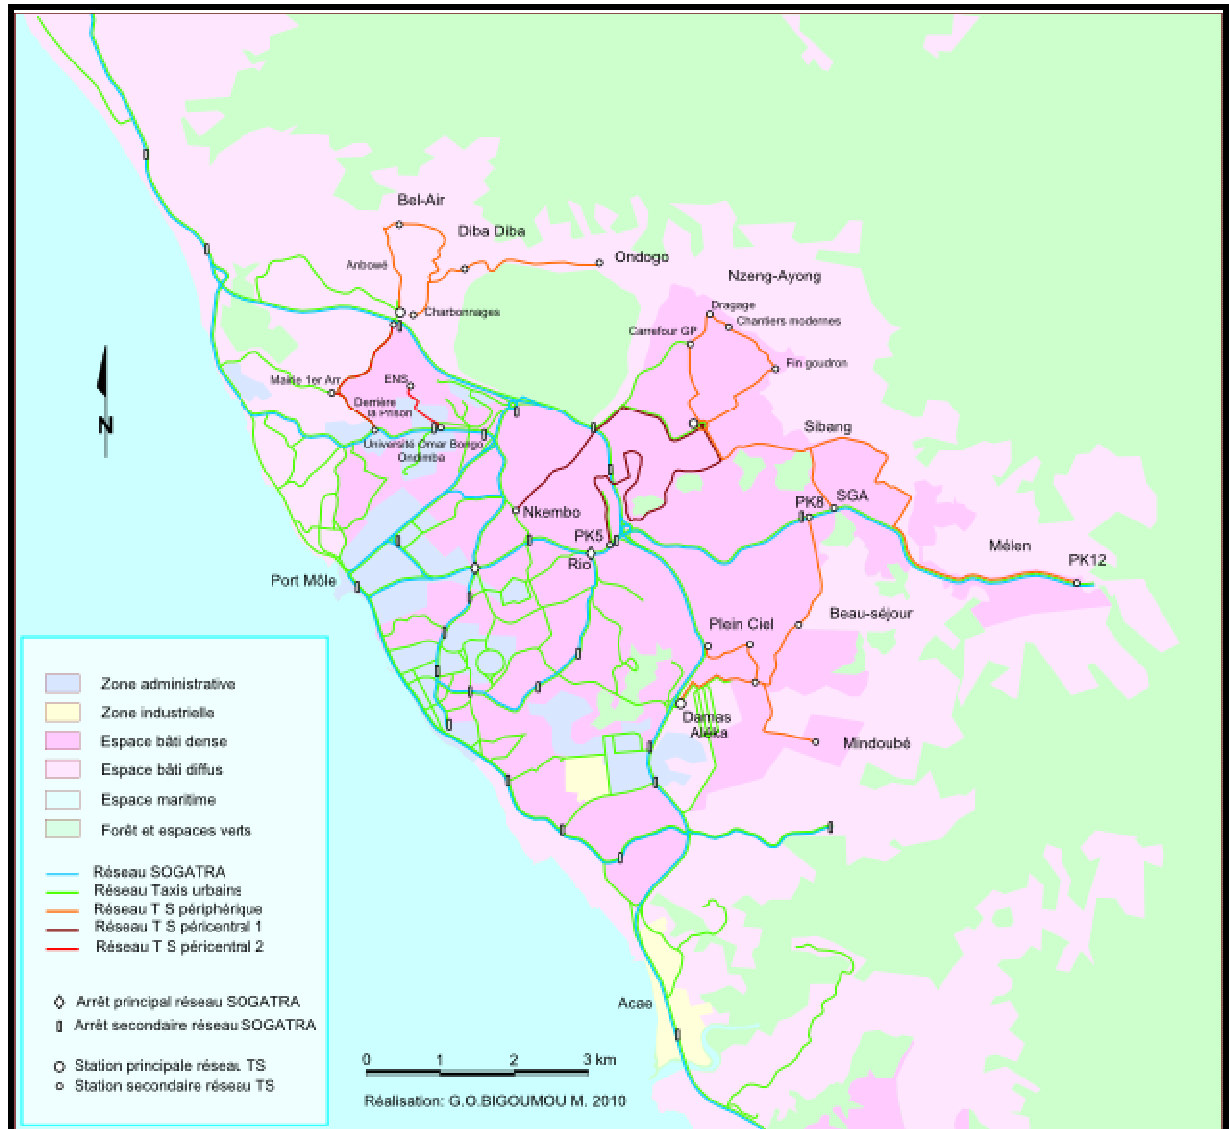 Bel-Air
Diba Diba
Anbowé
Ondogo
Nzeng-Ayong
Dragage
Charbonnages
Chantiers modernes
Carrefour GP
Fin goudron
Mairie 1er Arr
ENS
Derrière
la Prison
Sibang
Université Omar Bongo
Ondimba
N
Nkembo
PK8
SGA
PK5
Rio
Méien
PK12
Port Môle
Beau-séjour
Plein Ciel
Damas
Aléka
Mindoubé
Acae
Zone administrative
Zone industrielle
Espace bâti dense
Espace bâti diffus
Espace maritime
Forêt et espaces verts
Réseau SOGATRA
Réseau Taxis urbains
Réseau T S périphérique
Réseau T S péricentral 1
Réseau T S péricentral 2
Arrêt principal réseau SOGATRA
Arrêt secondaire réseau SOGATRA
Station principale réseau TS
Station secondaire réseau TS
0 1 2 3 km
Réalisation: G.O.BIGOUMOU M. 2010